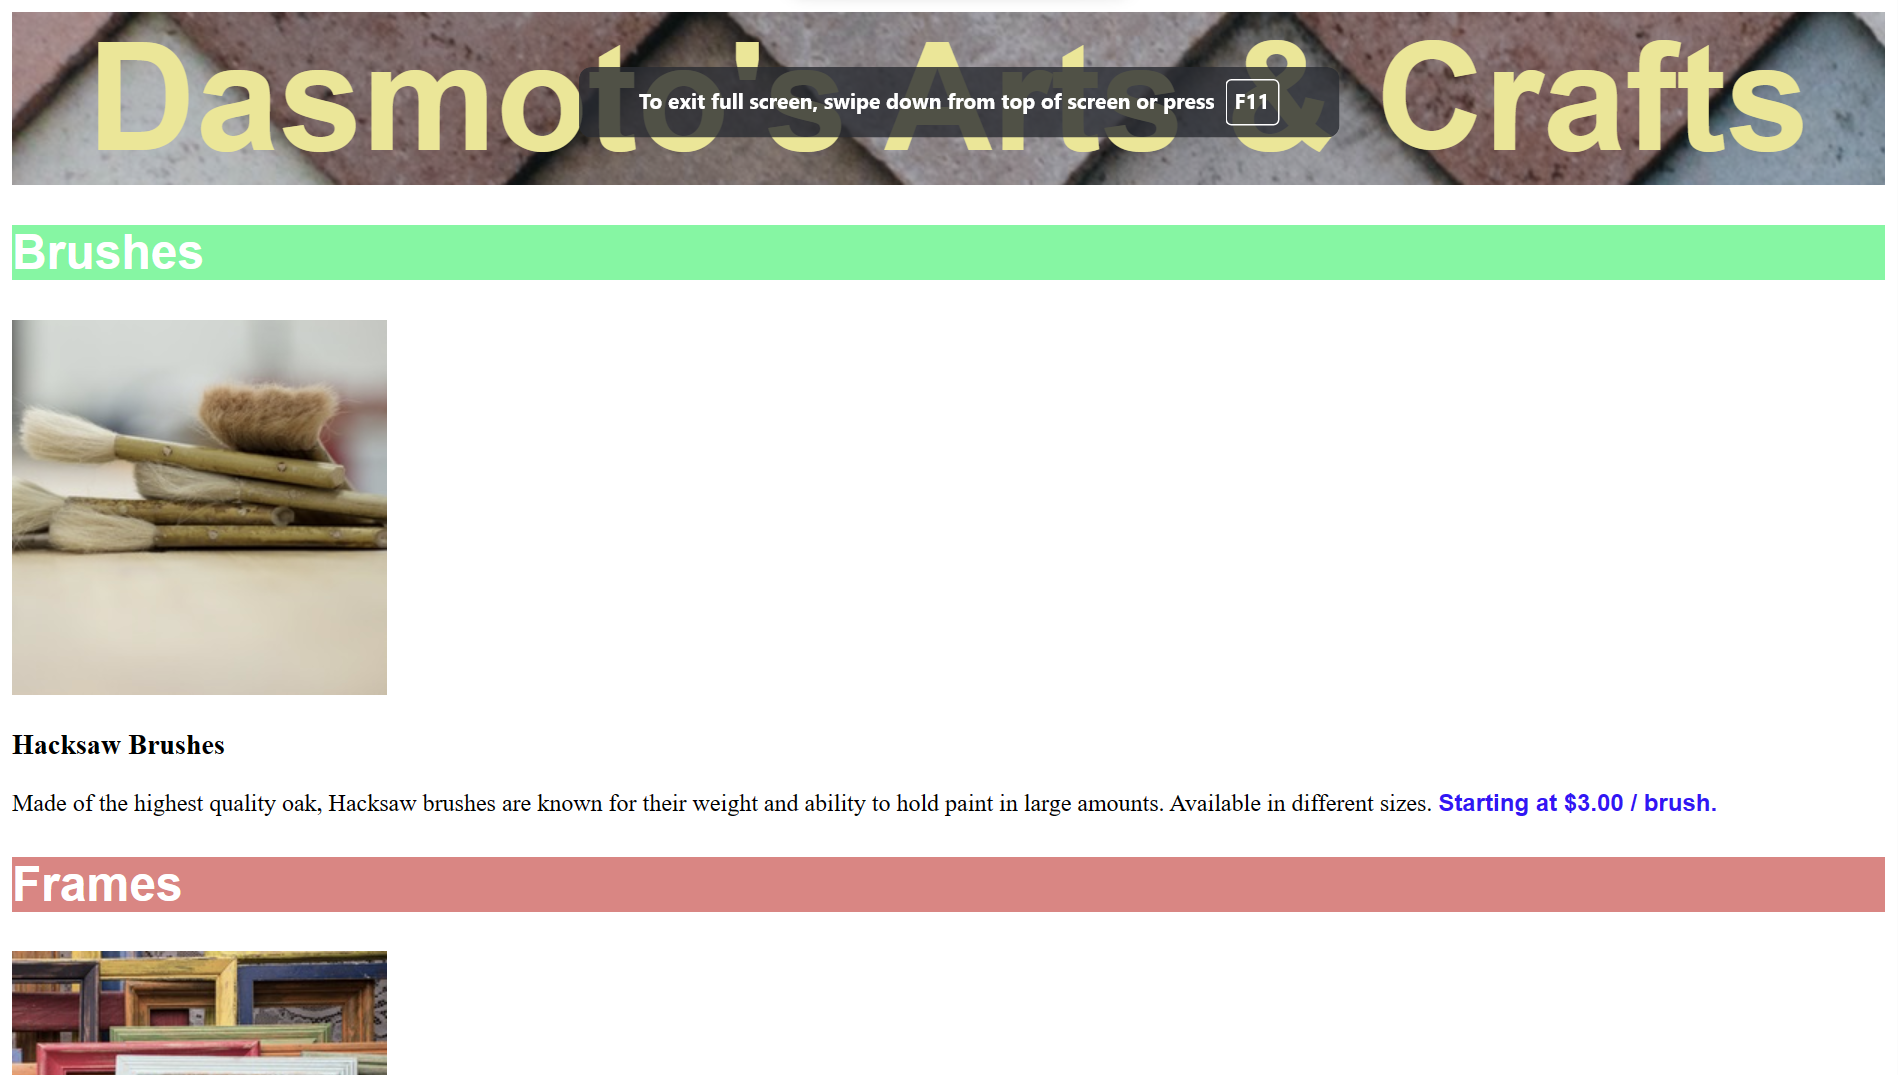 Dasmoto's Arts & Crafts
To exit full screen, swipe down from top of screen or press F11
Brushes
Hacksaw Brushes
Made of the highest quality oak, Hacksaw brushes are known for their weight and ability to hold paint in large amounts. Available in different sizes. Starting at $3.00 / brush.
Frames